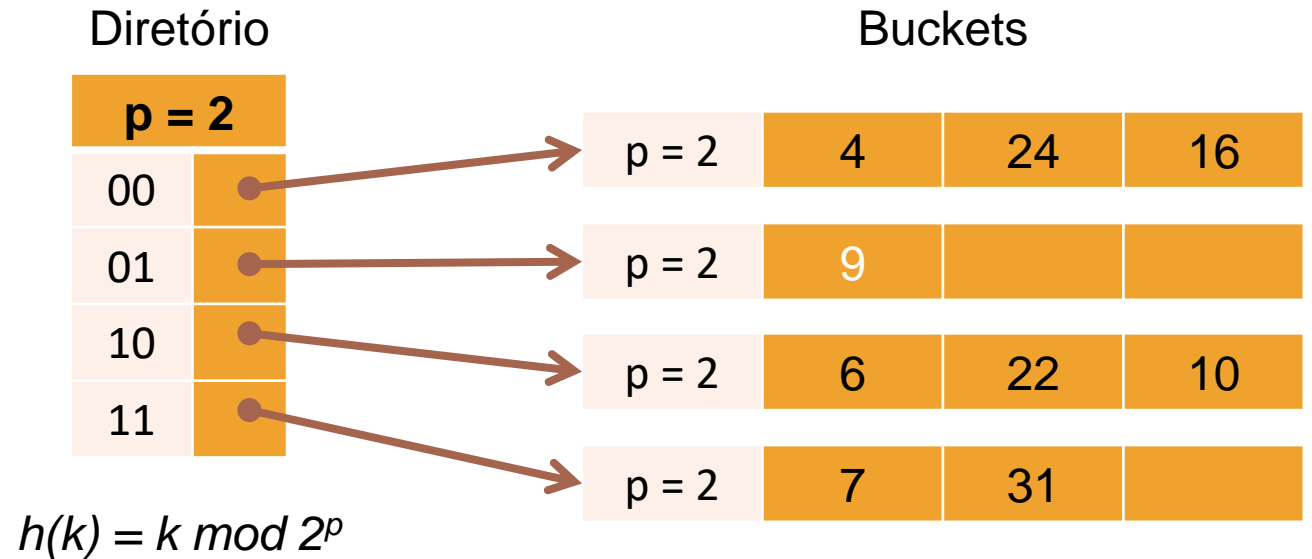 Diretório
Buckets
p = 2
00
01
10
11
p = 2 4 24 16
p = 2 9
p = 2 6 22 10
p = 2 7 31
h(k) = k mod 2ᵖ